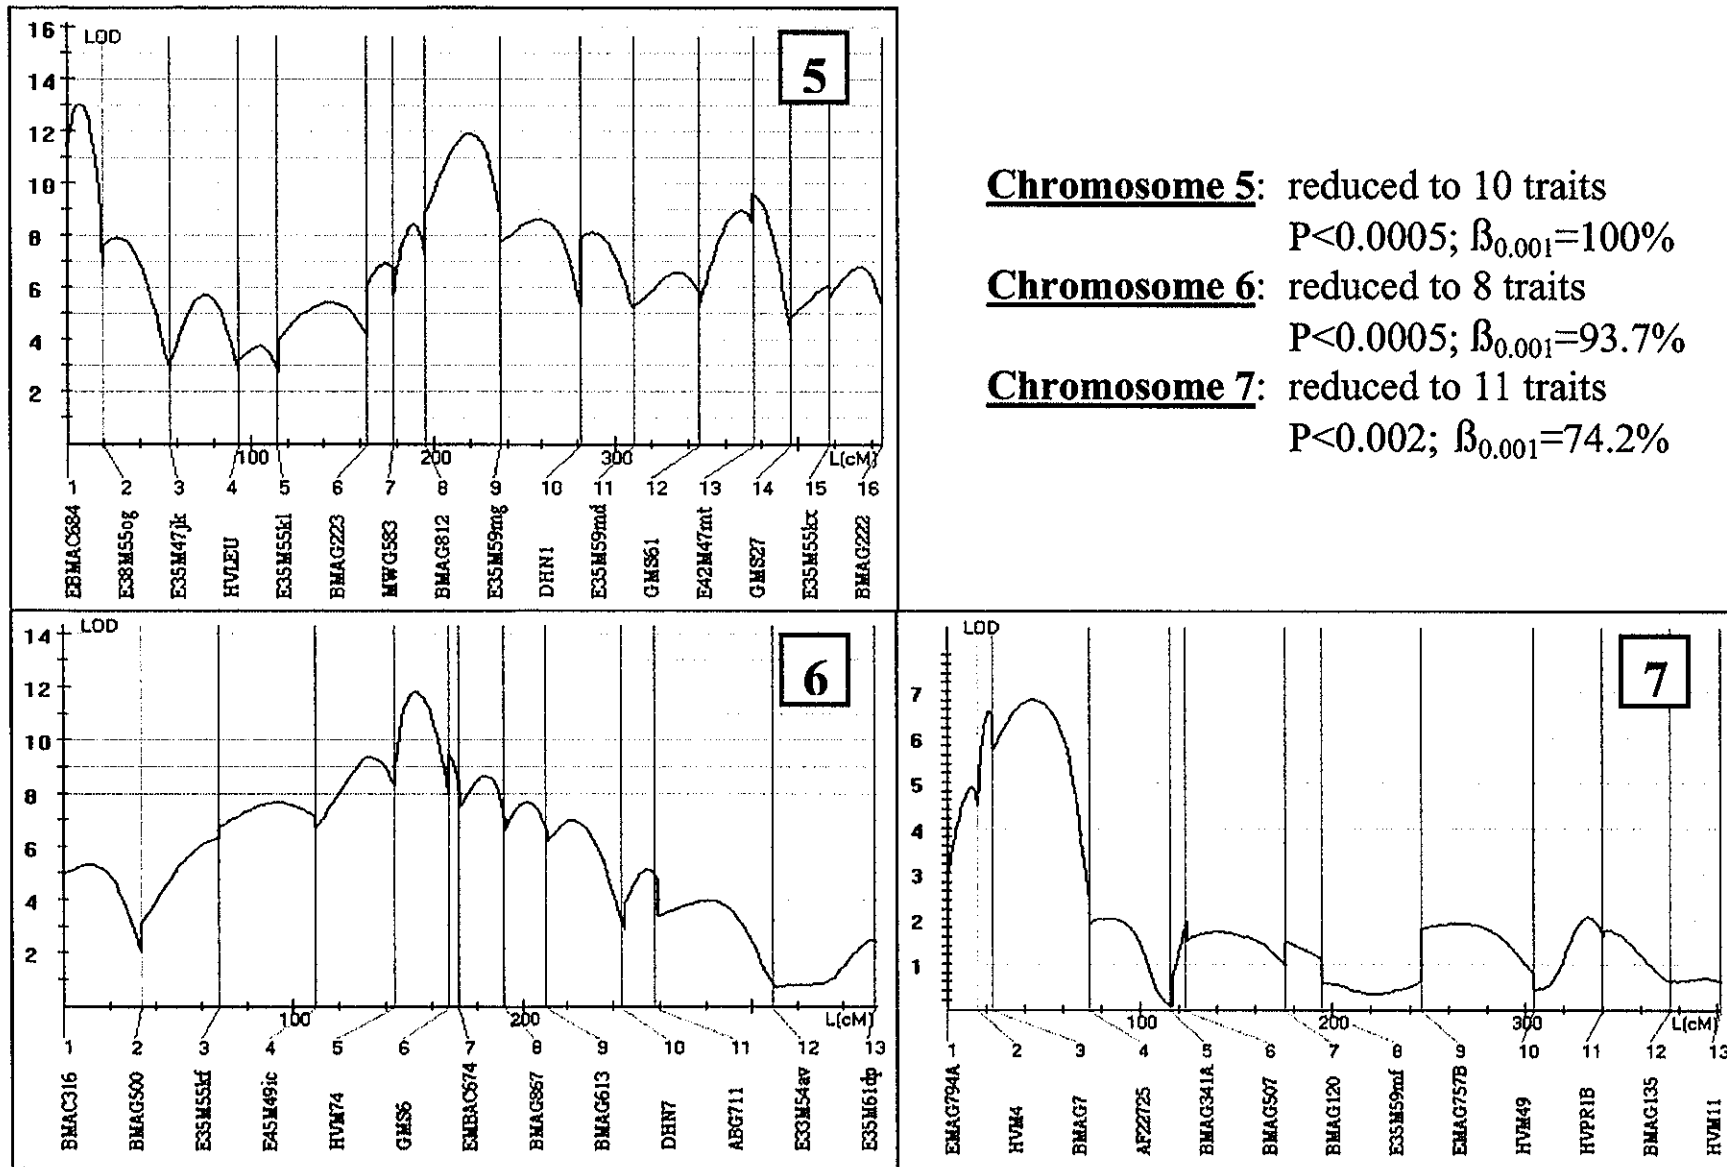 LOD
5
16
14
12
10
8
6
4
2
100 200 300 L(cM)
1 2 3 4 5 6 7 8 9 10 11 12 13 14 15 16
EBMAC684 E38M55og E35M47jk HVLEU E35M55kl BMAG223 MWG583 BMAG812 E35M59mg DHN1 E35M59md GMS61 E42M47mt GMS27 E35M55kx BMAG222
Chromosome 5: reduced to 10 traits
P<0.0005; ß0.001=100%
Chromosome 6: reduced to 8 traits
P<0.0005; ß0.001=93.7%
Chromosome 7: reduced to 11 traits
P<0.002; ß0.001=74.2%
LOD
6
14
12
10
8
6
4
2
100 200 L(cM)
1 2 3 4 5 6 7 8 9 10 11 12 13
BMAC316 BMAG500 E35M55kf E45M49ic HVM74 GMS6 EMBAC674 BMAG867 BMAG613 DHN7 ABG711 E33M54av E35M61dp
LOD
7
7
6
5
4
3
2
1
100 200 300 L(cM)
1 2 3 4 5 6 7 8 9 10 11 12 13
EMAG794A HVM4 BMAG7 AF22725 BMAG341A BMAG507 BMAG120 E35M59mf EMAG757B HVM49 HVPR1B BMAG135 HVM11